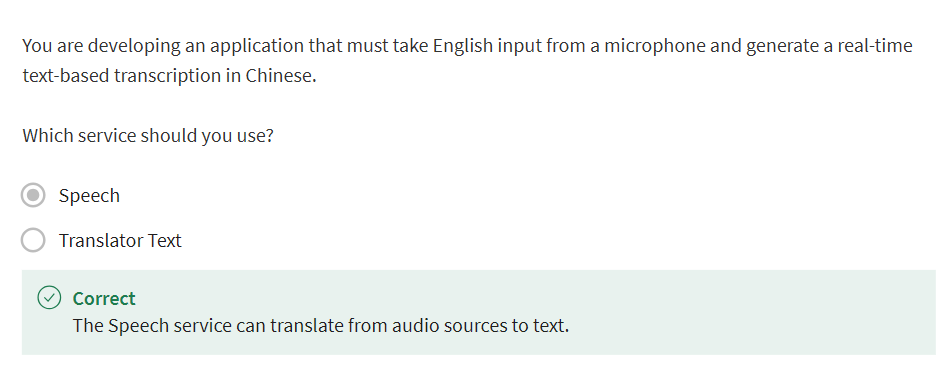 You are developing an application that must take English input from a microphone and generate a real-time
text-based transcription in Chinese.
Which service should you use?
Speech
Translator Text
Correct
The Speech service can translate from audio sources to text.